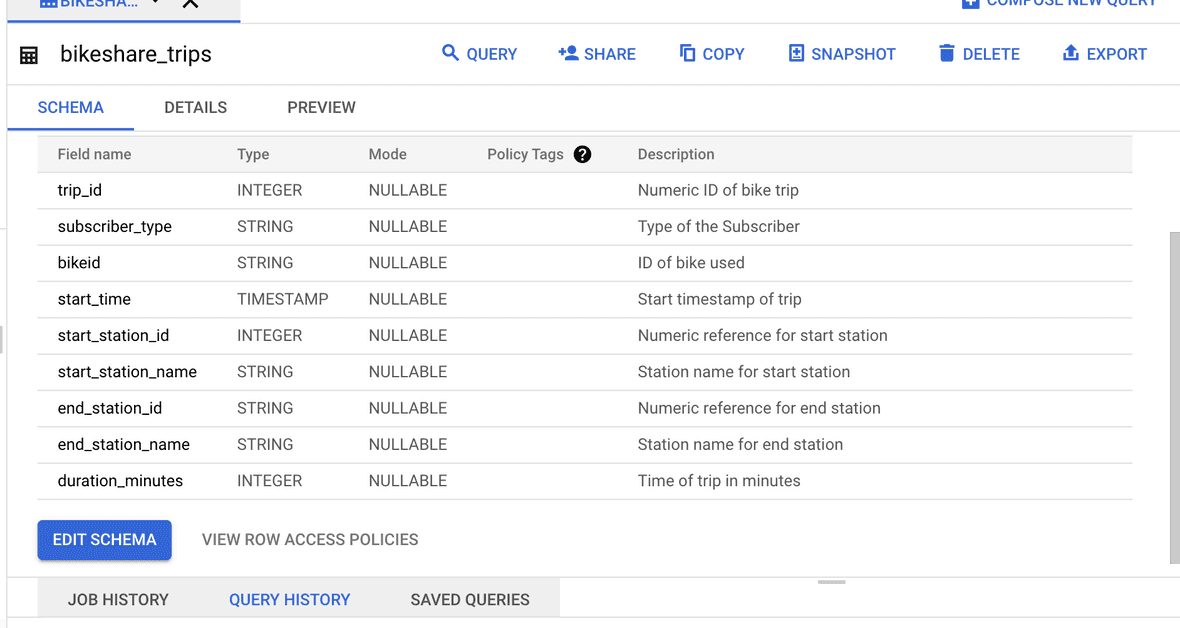 BIKESHA...
COMPOSE NEW QUERY
bikeshare_trips QUERY SHARE COPY SNAPSHOT DELETE EXPORT
SCHEMA DETAILS PREVIEW
Field name Type Mode Policy Tags ? Description
trip_id INTEGER NULLABLE Numeric ID of bike trip
subscriber_type STRING NULLABLE Type of the Subscriber
bikeid STRING NULLABLE ID of bike used
start_time TIMESTAMP NULLABLE Start timestamp of trip
start_station_id INTEGER NULLABLE Numeric reference for start station
start_station_name STRING NULLABLE Station name for start station
end_station_id STRING NULLABLE Numeric reference for end station
end_station_name STRING NULLABLE Station name for end station
duration_minutes INTEGER NULLABLE Time of trip in minutes
EDIT SCHEMA VIEW ROW ACCESS POLICIES
JOB HISTORY QUERY HISTORY SAVED QUERIES